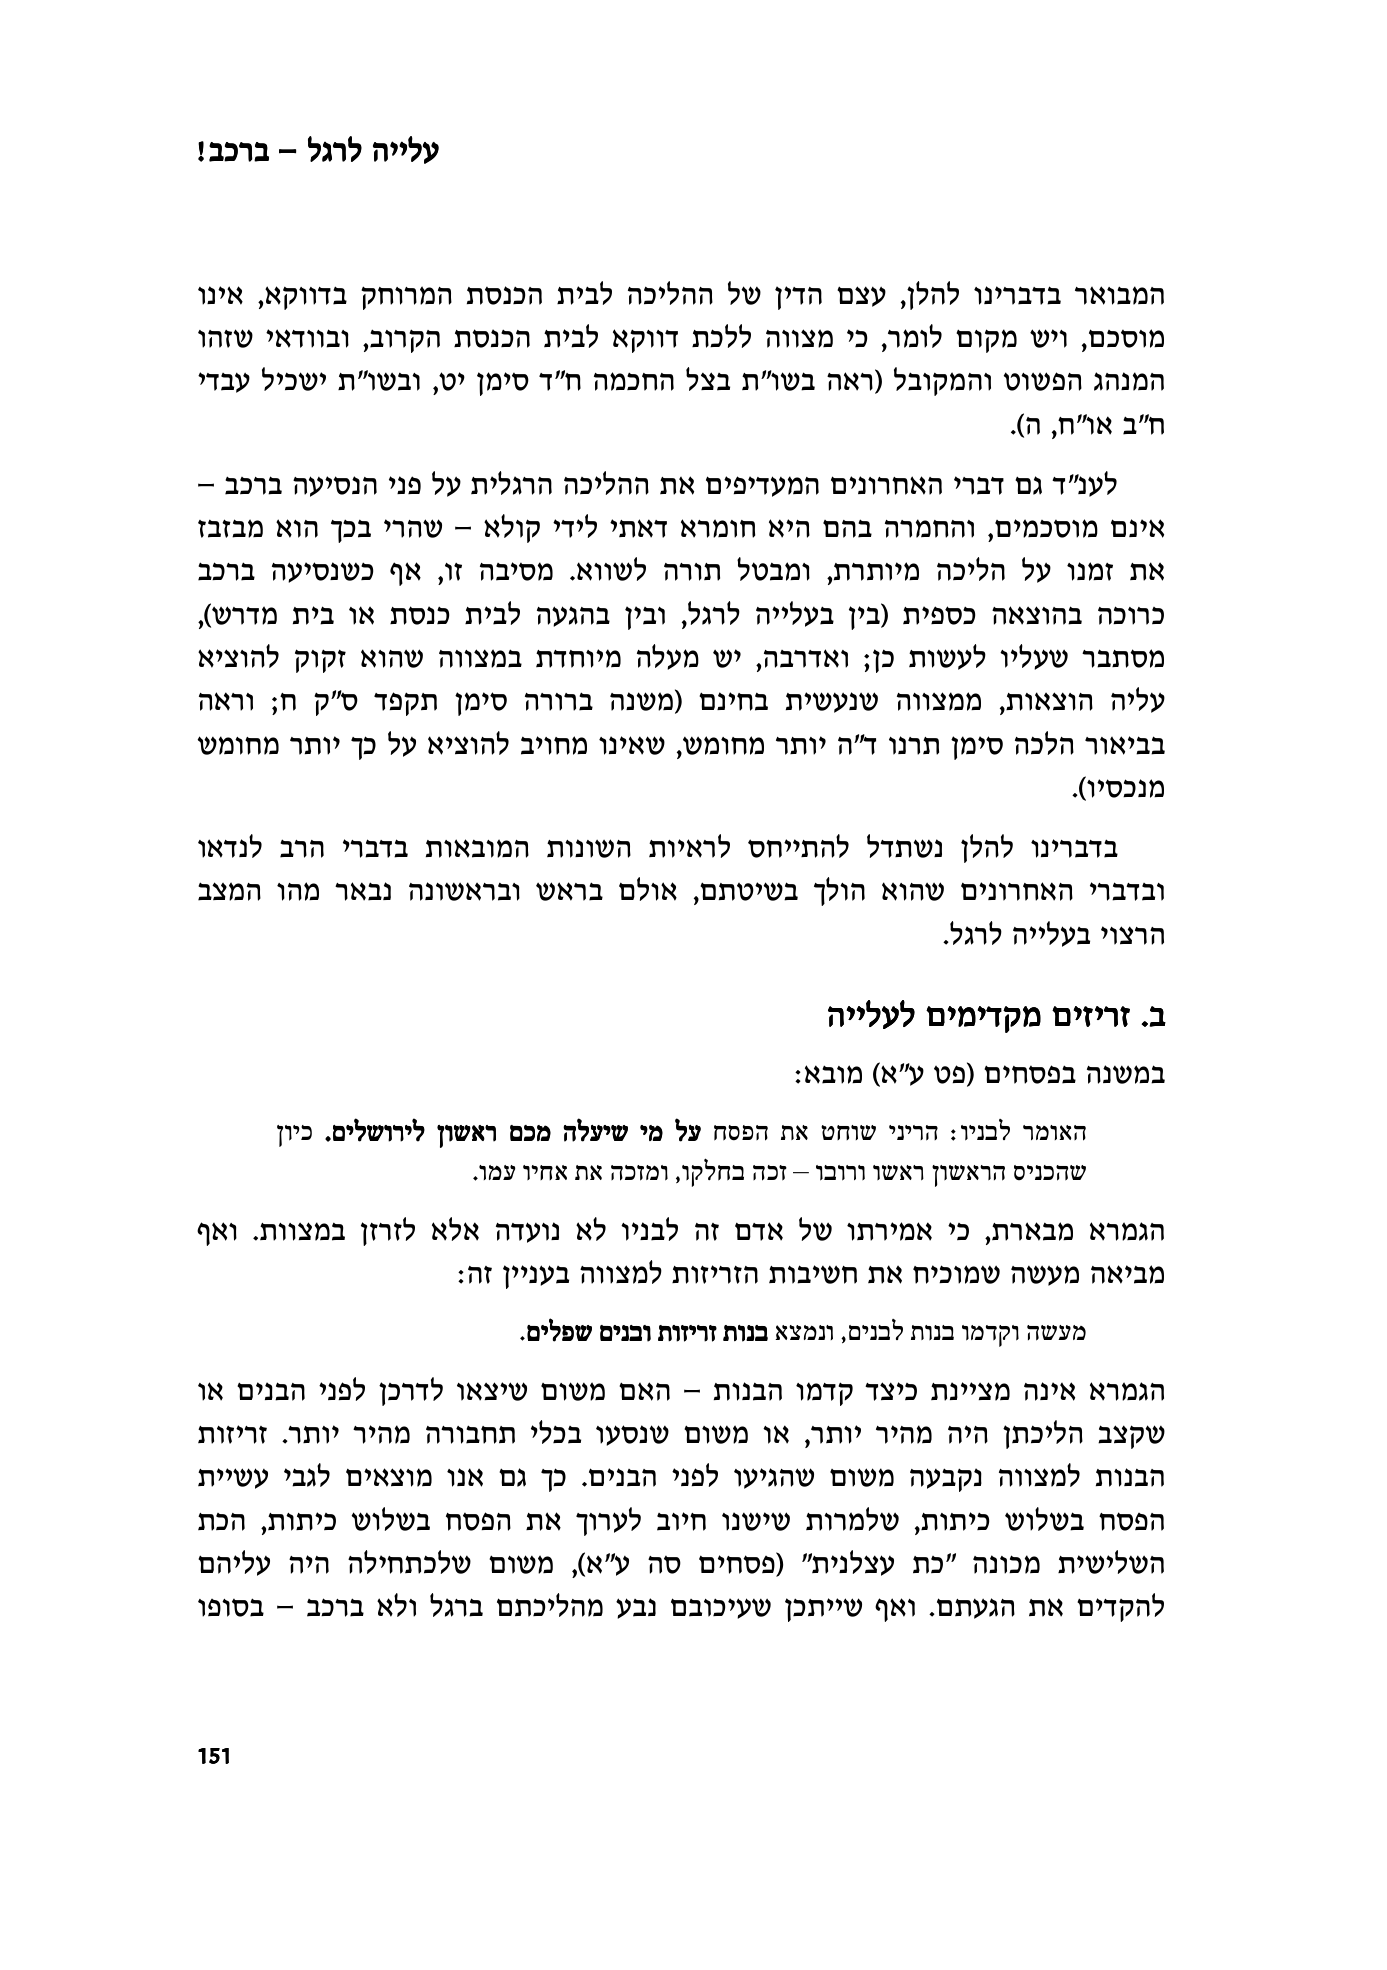 עלייה לרגל – ברכב!
המבואר בדברינו להלן, עצם הדין של ההליכה לבית הכנסת המרוחק בדווקא, אינו
מוסכם, ויש מקום לומר, כי מצווה ללכת דווקא לבית הכנסת הקרוב, ובוודאי שזהו
המנהג הפשוט והמקובל (ראה בשו"ת בצל החכמה ח"ד סימן יט, ובשו"ת ישכיל עבדי
ח"ב או"ח, ה).
לענ"ד גם דברי האחרונים המעדיפים את ההליכה הרגלית על פני הנסיעה ברכב –
אינם מוסכמים, והחמרה בהם היא חומרא דאתי לידי קולא – שהרי בכך הוא מבזבז
את זמנו על הליכה מיותרת, ומבטל תורה לשווא. מסיבה זו, אף כשנסיעה ברכב
כרוכה בהוצאה כספית (בין בעלייה לרגל, ובין בהגעה לבית כנסת או בית מדרש),
מסתבר שעליו לעשות כן; ואדרבה, יש מעלה מיוחדת במצווה שהוא זקוק להוציא
עליה הוצאות, ממצווה שנעשית בחינם (משנה ברורה סימן תקפד ס"ק ח; וראה
בביאור הלכה סימן תרנו ד"ה יותר מחומש, שאינו מחויב להוציא על כך יותר מחומש
מנכסיו).
בדברינו להלן נשתדל להתייחס לראיות השונות המובאות בדברי הרב לנדאו
ובדברי האחרונים שהוא הולך בשיטתם, אולם בראש ובראשונה נבאר מהו המצב
הרצוי בעלייה לרגל.
ב. זריזים מקדימים לעלייה
במשנה בפסחים (פט ע"א) מובא:
האומר לבניו: הריני שוחט את הפסח על מי שיעלה מכם ראשון לירושלים. כיון
שהכניס הראשון ראשו ורובו – זכה בחלקו, ומזכה את אחיו עמו.
הגמרא מבארת, כי אמירתו של אדם זה לבניו לא נועדה אלא לזרזן במצוות. ואף
מביאה מעשה שמוכיח את חשיבות הזריזות למצווה בעניין זה:
מעשה וקדמו בנות לבנים, ונמצא בנות זריזות ובנים שפלים.
הגמרא אינה מציינת כיצד קדמו הבנות – האם משום שיצאו לדרכן לפני הבנים או
שקצב הליכתן היה מהיר יותר, או משום שנסעו בכלי תחבורה מהיר יותר. זריזות
הבנות למצווה נקבעה משום שהגיעו לפני הבנים. כך גם אנו מוצאים לגבי עשיית
הפסח בשלוש כיתות, שלמרות שישנו חיוב לערוך את הפסח בשלוש כיתות, הכת
השלישית מכונה "כת עצלנית" (פסחים סה ע"א), משום שלכתחילה היה עליהם
להקדים את הגעתם. ואף שייתכן שעיכובם נבע מהליכתם ברגל ולא ברכב – בסופו
151